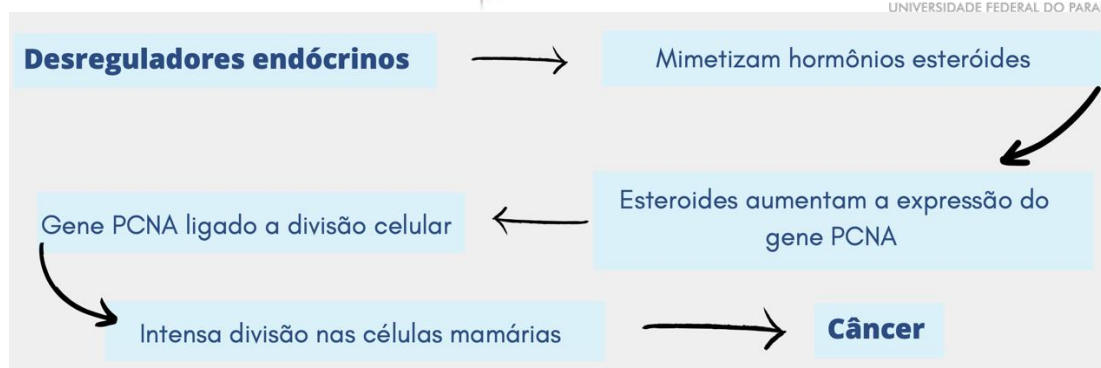 UNIVERSIDADE FEDERAL DO PARA
Desreguladores endócrinos
Mimetizam hormônios esteróides
Esteroides aumentam a expressão do
gene PCNA
Gene PCNA ligado a divisão celular
Intensa divisão nas células mamárias
Câncer